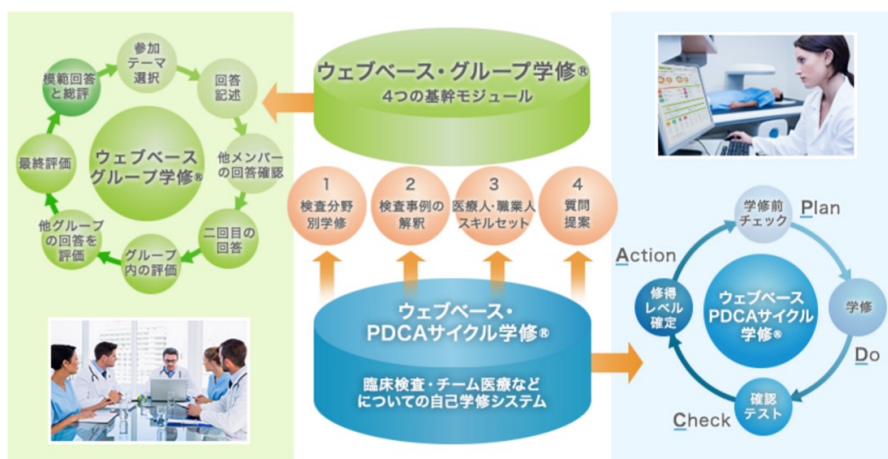 参加
テーマ
選択
回答
記述
他メンバー
の回答確認
二回目の
回答
グループ
内の評価
他グループ
の回答を
評価
最終評価
模範回答
と総評
ウェブベース
グループ学修®
ウェブベース・グループ学修®
4つの基幹モジュール
1
検査分野
別学修
2
検査事例の
解釈
3
医療人・職業人
スキルセット
4
質問
提案
ウェブベース・
PDCAサイクル学修®
臨床検査・チーム医療など
についての自己学修システム
学修前
チェック
Plan
学修
Do
確認
テスト
Check
修得
レベル
確定
Action
ウェブベース
PDCAサイクル
学修®